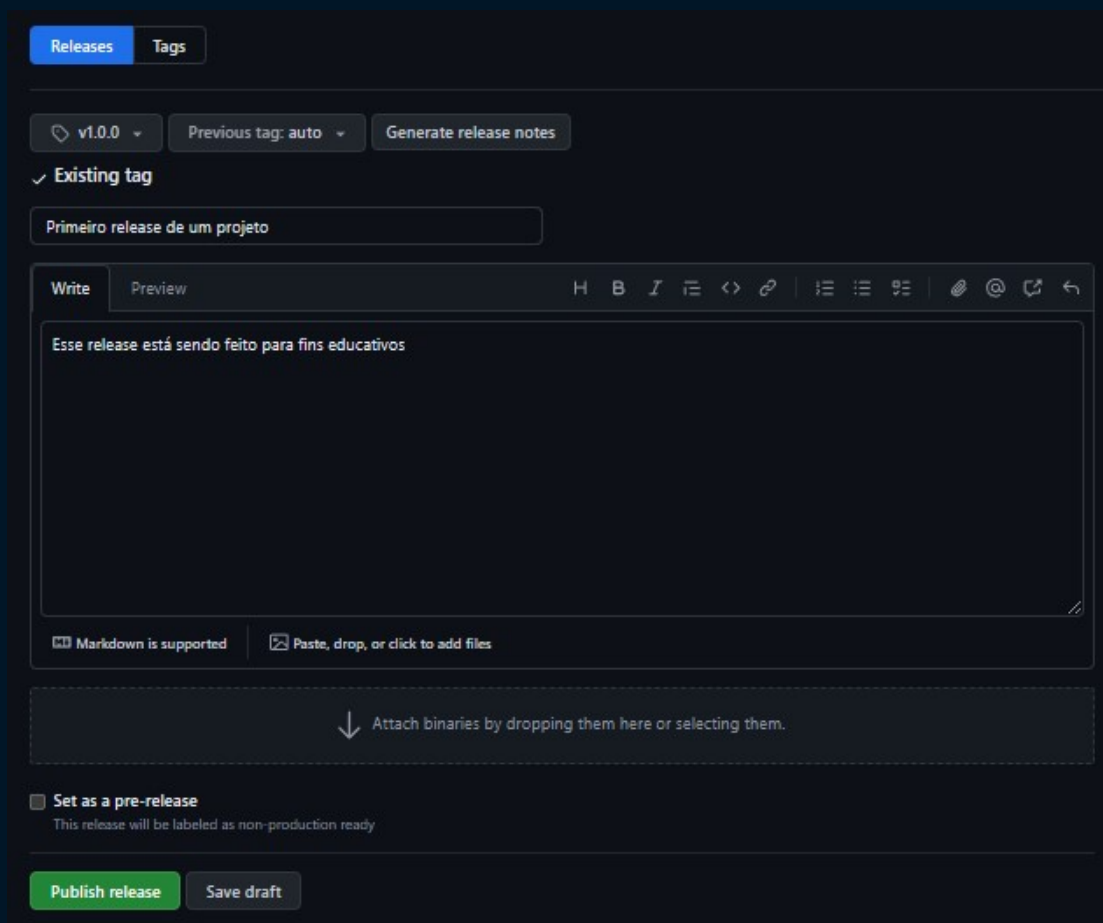 Releases Tags
v1.0.0 Previous tag: auto Generate release notes
Existing tag
Primeiro release de um projeto
Write Preview H B I
Esse release está sendo feito para fins educativos
Markdown is supported Paste, drop, or click to add files
Attach binaries by dropping them here or selecting them.
Set as a pre-release
This release will be labeled as non-production ready
Publish release Save draft